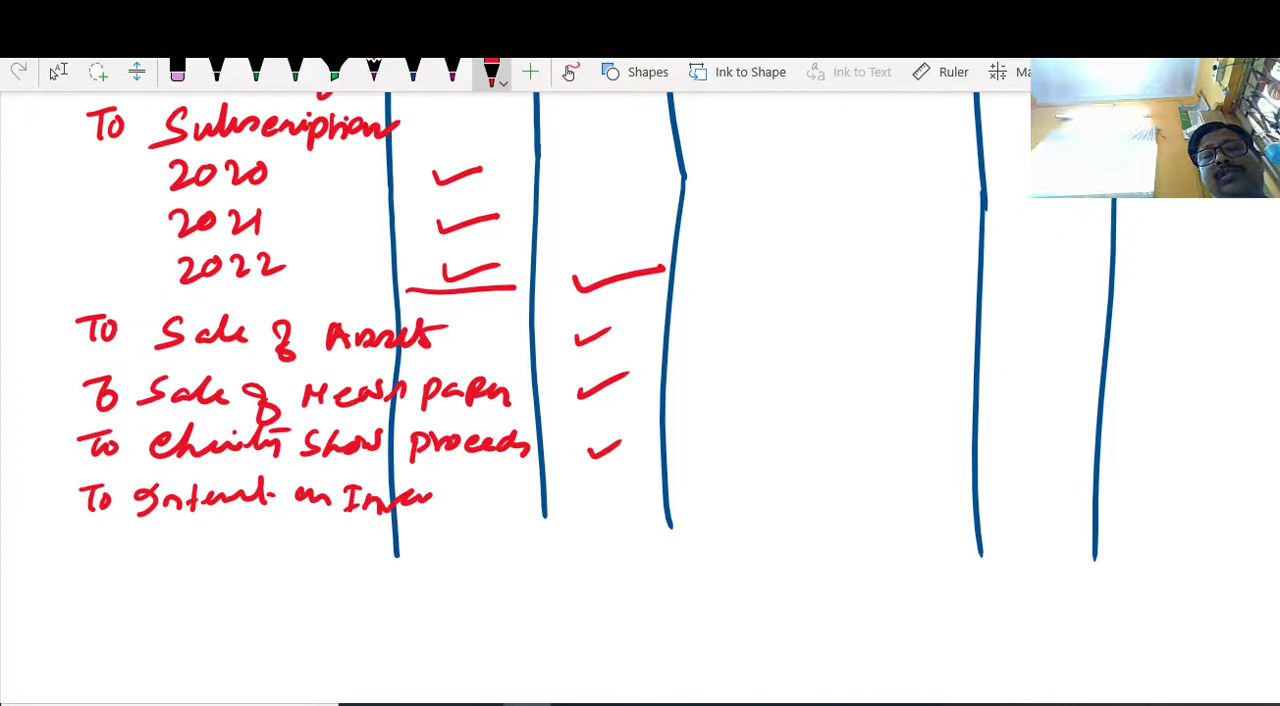 Shapes Ink to Shape Ink to Text Ruler Ma
To Subscription
2020
2021
2022
To Sale of Asset
To Sale of News paper
To Charity Show proceeds
To Interest on Inves